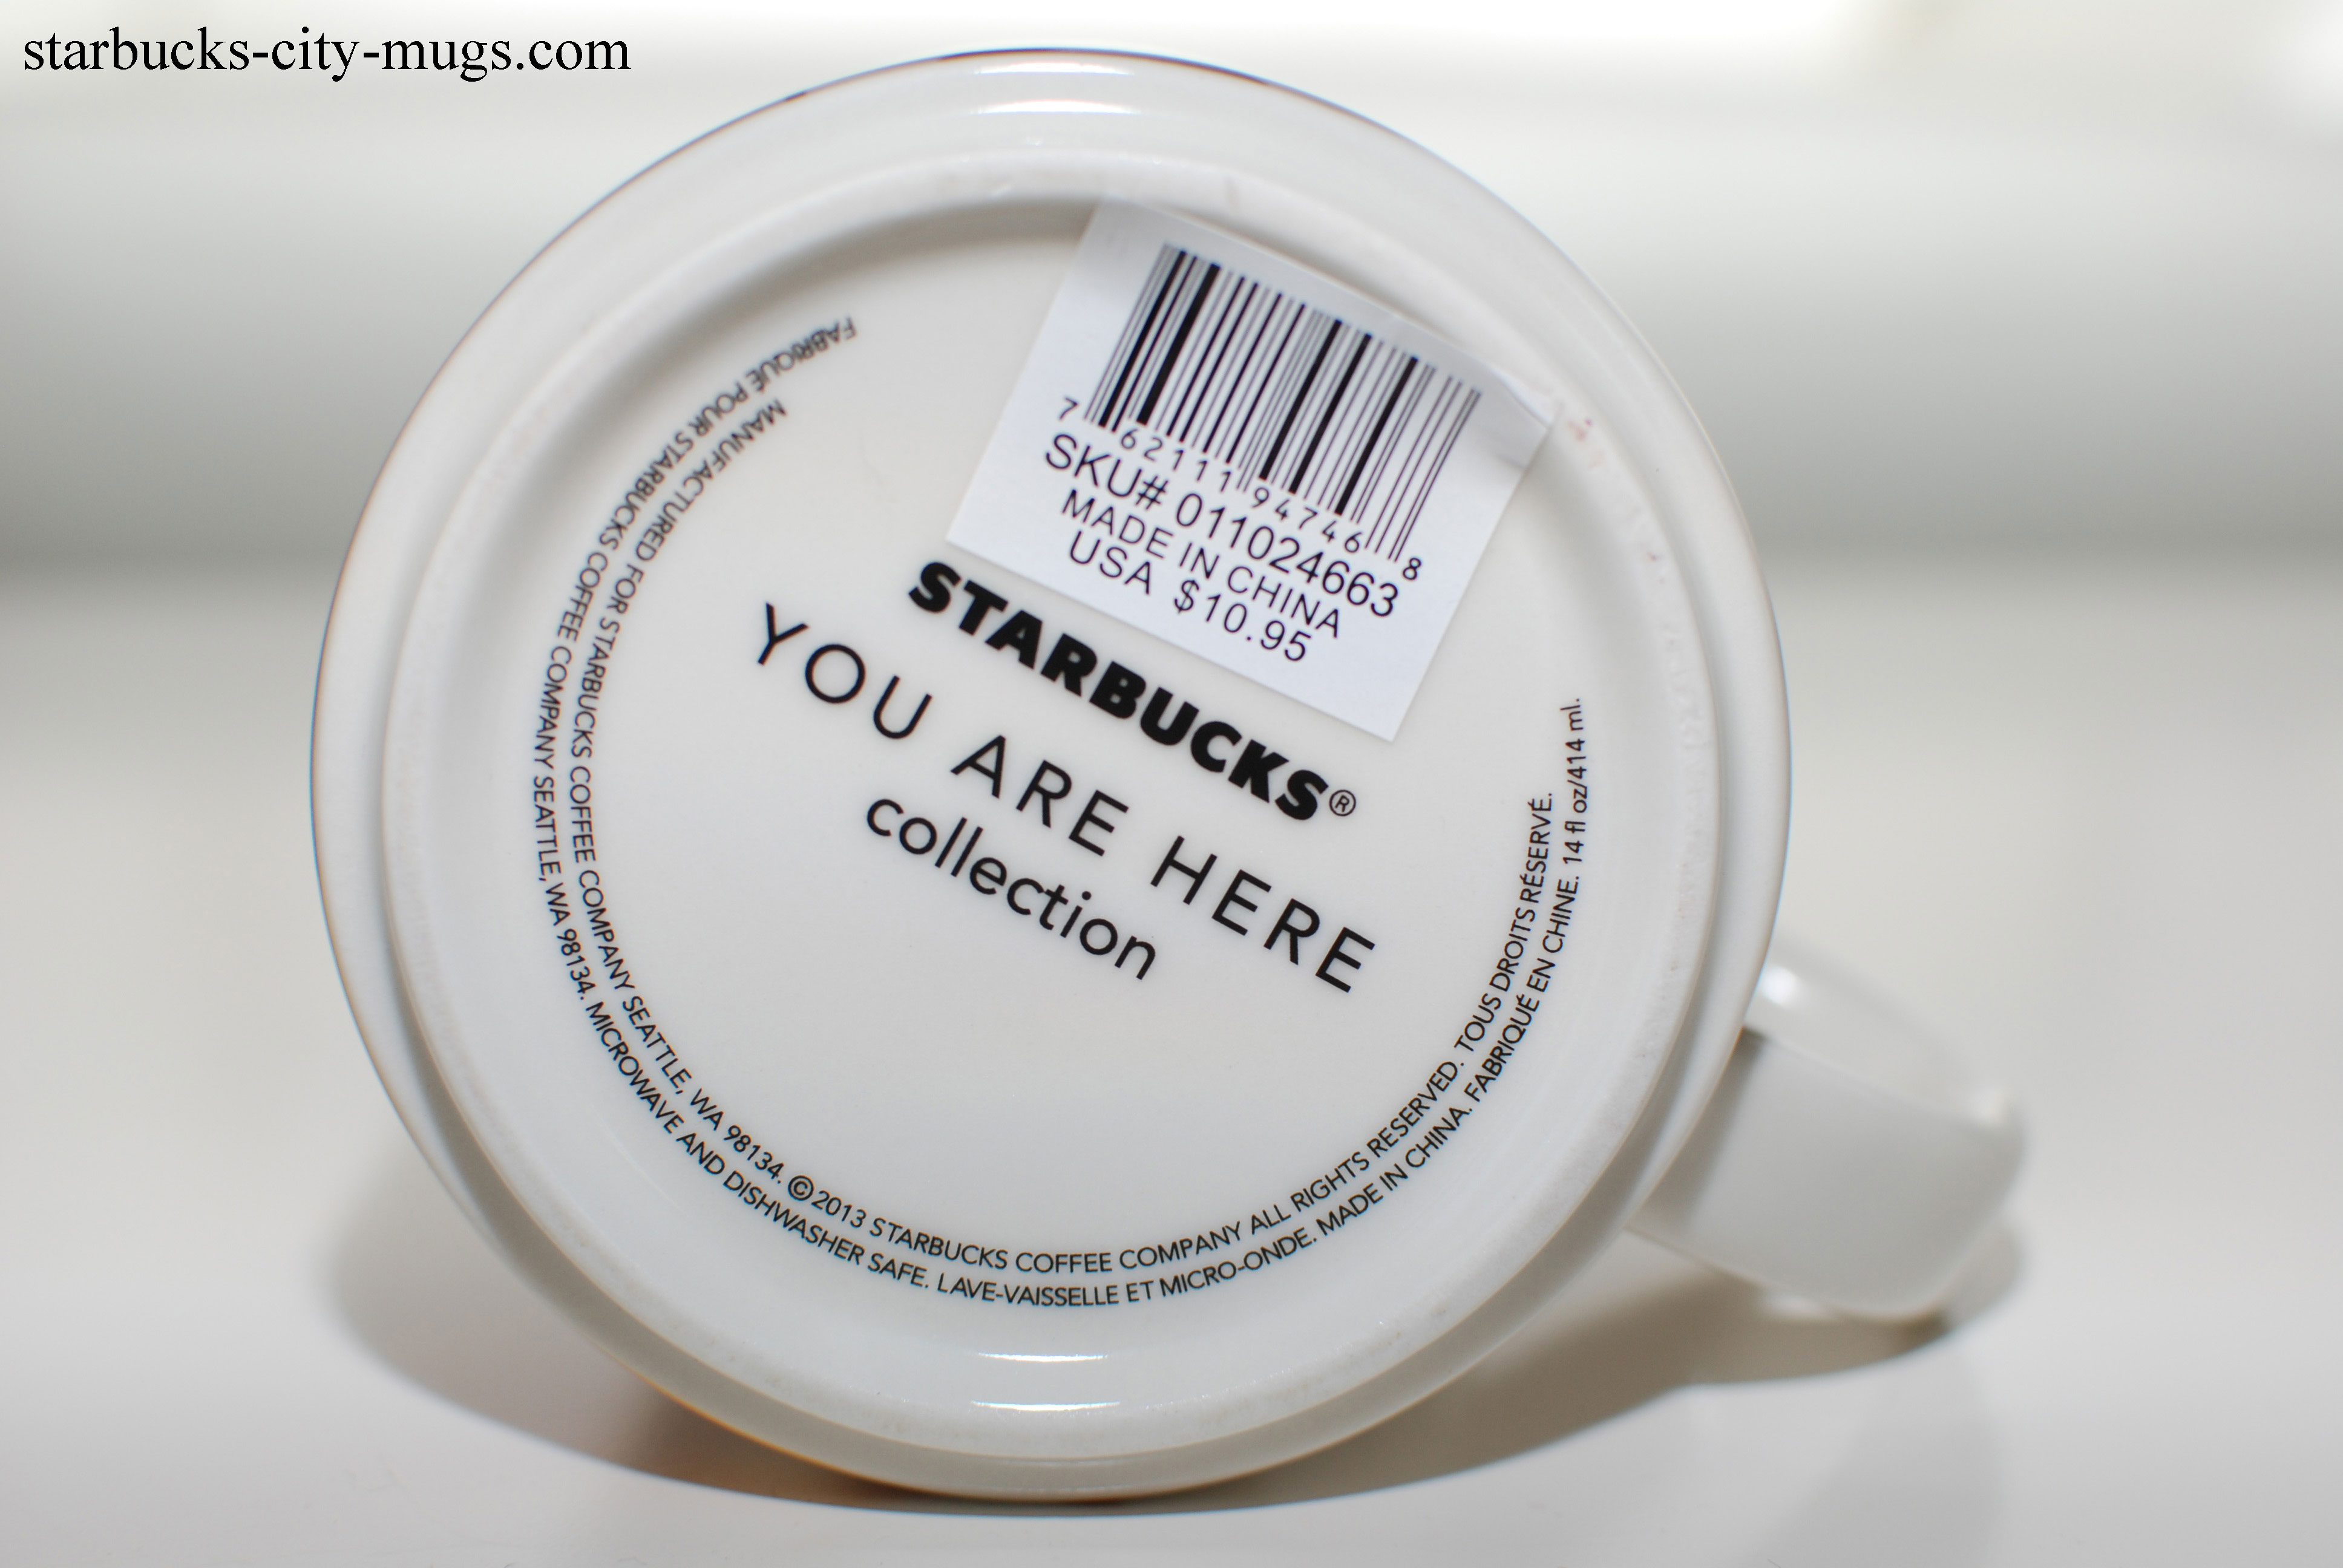 starbucks-city-mugs.com
7 62111 94746 8
SKU# 011024663
MADE IN CHINA
USA $10.95
STARBUCKS®
YOU ARE HERE
collection
MANUFACTURED FOR STARBUCKS COFFEE COMPANY SEATTLE, WA 98134. ©2013 STARBUCKS COFFEE COMPANY ALL RIGHTS RESERVED. TOUS DROITS RÉSERVÉ.
FABRIQUÉ POUR STARBUCKS COFFEE COMPANY SEATTLE, WA 98134. MICROWAVE AND DISHWASHER SAFE. LAVE-VAISSELLE ET MICRO-ONDE. MADE IN CHINA. FABRIQUÉ EN CHINE. 14 fl oz/414 ml.